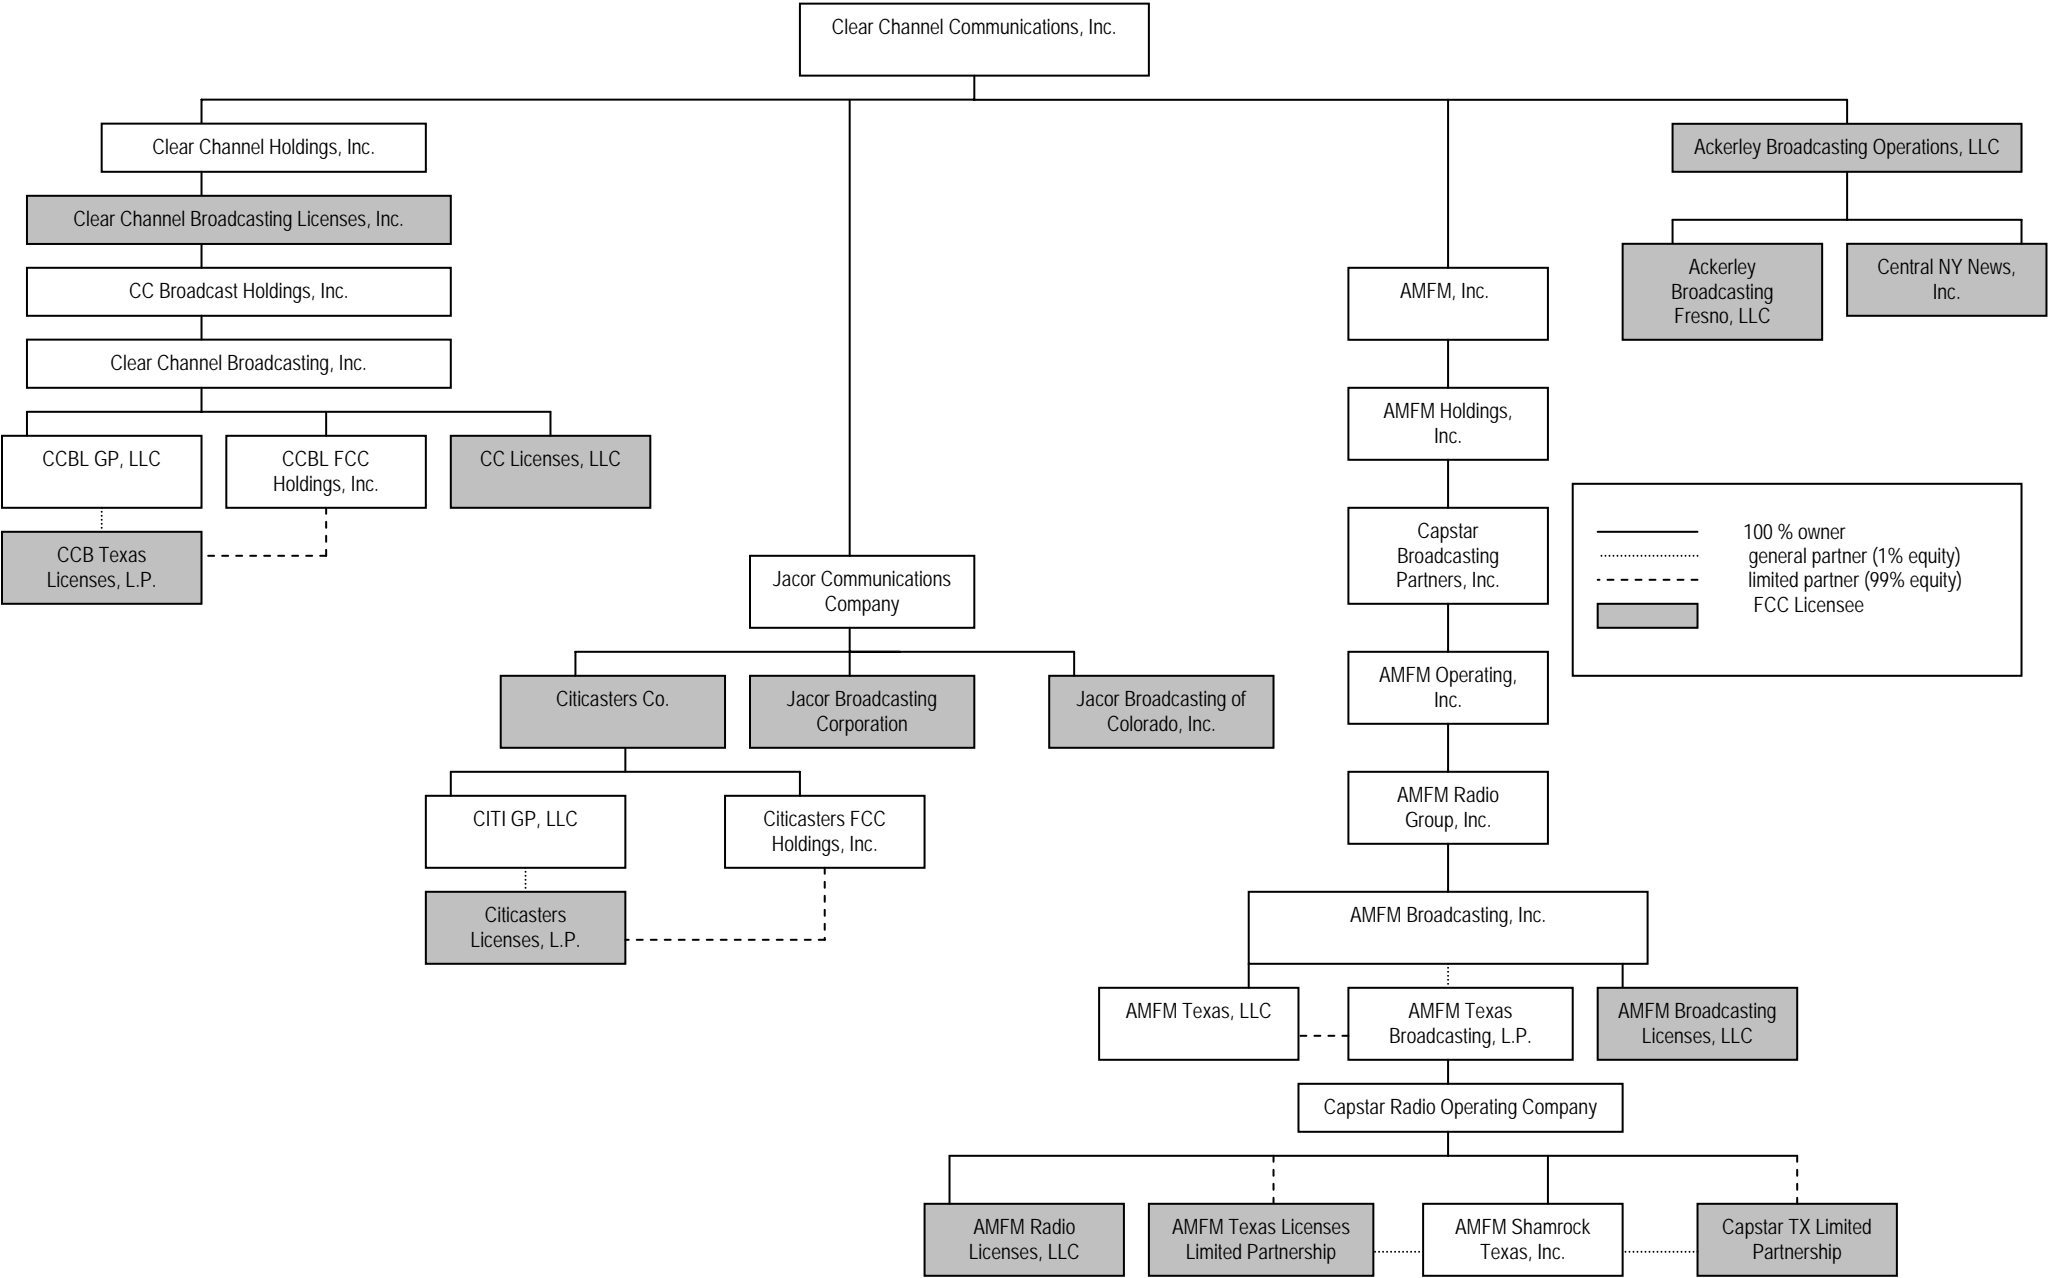 Clear Channel Communications, Inc.
Clear Channel Holdings, Inc.
Clear Channel Broadcasting Licenses, Inc.
CC Broadcast Holdings, Inc.
Clear Channel Broadcasting, Inc.
CCBL GP, LLC
CCBL FCC
Holdings, Inc.
CC Licenses, LLC
CCB Texas
Licenses, L.P.
Jacor Communications
Company
Citicasters Co.
Jacor Broadcasting
Corporation
Jacor Broadcasting of
Colorado, Inc.
CITI GP, LLC
Citicasters FCC
Holdings, Inc.
Citicasters
Licenses, L.P.
AMFM, Inc.
AMFM Holdings,
Inc.
Capstar
Broadcasting
Partners, Inc.
AMFM Operating,
Inc.
AMFM Radio
Group, Inc.
AMFM Broadcasting, Inc.
AMFM Texas, LLC
AMFM Texas
Broadcasting, L.P.
AMFM Broadcasting
Licenses, LLC
Capstar Radio Operating Company
AMFM Radio
Licenses, LLC
AMFM Texas Licenses
Limited Partnership
AMFM Shamrock
Texas, Inc.
Capstar TX Limited
Partnership
Ackerley Broadcasting Operations, LLC
Ackerley
Broadcasting
Fresno, LLC
Central NY News,
Inc.
100 % owner
general partner (1% equity)
limited partner (99% equity)
FCC Licensee